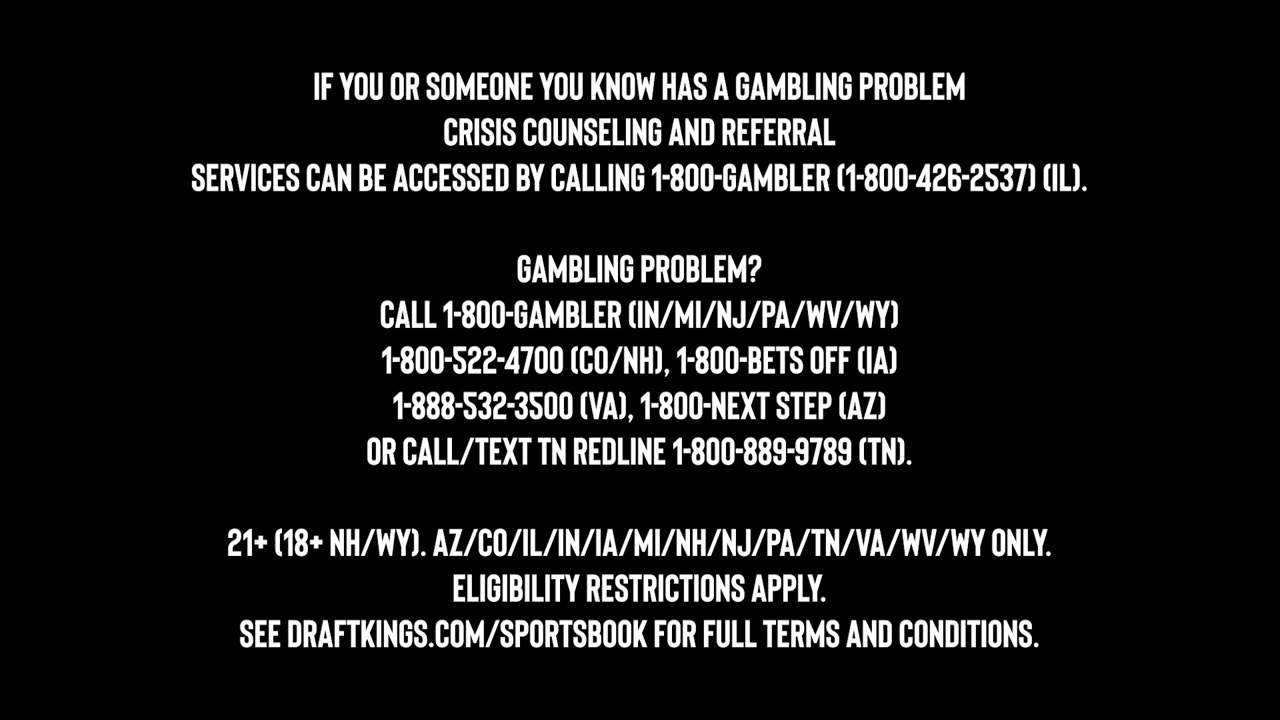 IF YOU OR SOMEONE YOU KNOW HAS A GAMBLING PROBLEM
CRISIS COUNSELING AND REFERRAL
SERVICES CAN BE ACCESSED BY CALLING 1-800-GAMBLER (1-800-426-2537) (IL).
GAMBLING PROBLEM?
CALL 1-800-GAMBLER (IN/MI/NJ/PA/WV/WY)
1-800-522-4700 (CO/NH), 1-800-BETS OFF (IA)
1-888-532-3500 (VA), 1-800-NEXT STEP (AZ)
OR CALL/TEXT TN REDLINE 1-800-889-9789 (TN).
21+ (18+ NH/WY). AZ/CO/IL/IN/IA/MI/NH/NJ/PA/TN/VA/WV/WY ONLY.
ELIGIBILITY RESTRICTIONS APPLY.
SEE DRAFTKINGS.COM/SPORTSBOOK FOR FULL TERMS AND CONDITIONS.